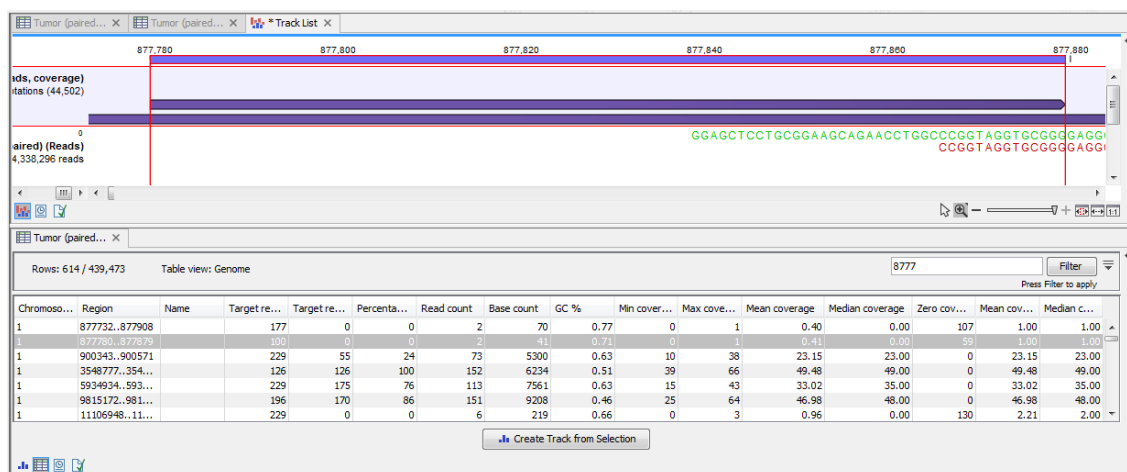 Tumor (paired... Tumor (paired... * Track List
877,780 877,800 877,820 877,840 877,860 877,880
ads, coverage)
tations (44,502)
0
GGAGCTCCTGCGGAAGCAGAACCTGGCCCGGTAGGTGCGGGGAGG
aired) (Reads)
CCGGTAGGTGCGGGGAGG
4,338,296 reads
1:1
Tumor (paired...
Rows: 614 / 439,473 Table view: Genome 8777 Filter
Press Filter to apply
Chromoso... Region Name Target re... Target re... Percenta... Read count Base count GC % Min cover... Max cove... Mean coverage Median coverage Zero cov... Mean cov... Median c...
1 877732..877908 177 0 0 2 70 0.77 0 1 0.40 0.00 107 1.00 1.00
1 877780..877879 100 0 0 2 41 0.71 0 1 0.41 0.00 59 1.00 1.00
1 900343..900571 229 55 24 73 5300 0.63 10 38 23.15 23.00 0 23.15 23.00
1 3548777..354... 126 126 100 152 6234 0.51 39 66 49.48 49.00 0 49.48 49.00
1 5934934..593... 229 175 76 113 7561 0.63 15 43 33.02 35.00 0 33.02 35.00
1 9815172..981... 196 170 86 151 9208 0.46 25 64 46.98 48.00 0 46.98 48.00
1 11106948..11... 229 0 0 6 219 0.66 0 3 0.96 0.00 130 2.21 2.00
Create Track from Selection